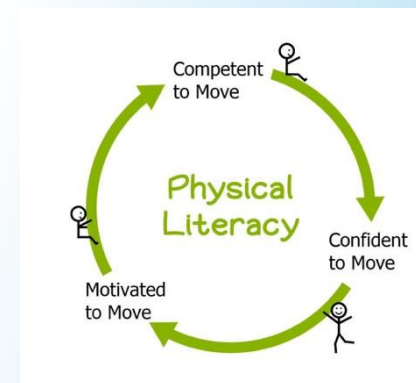 Competent
to Move
Physical
Literacy
Confident
to Move
Motivated
to Move